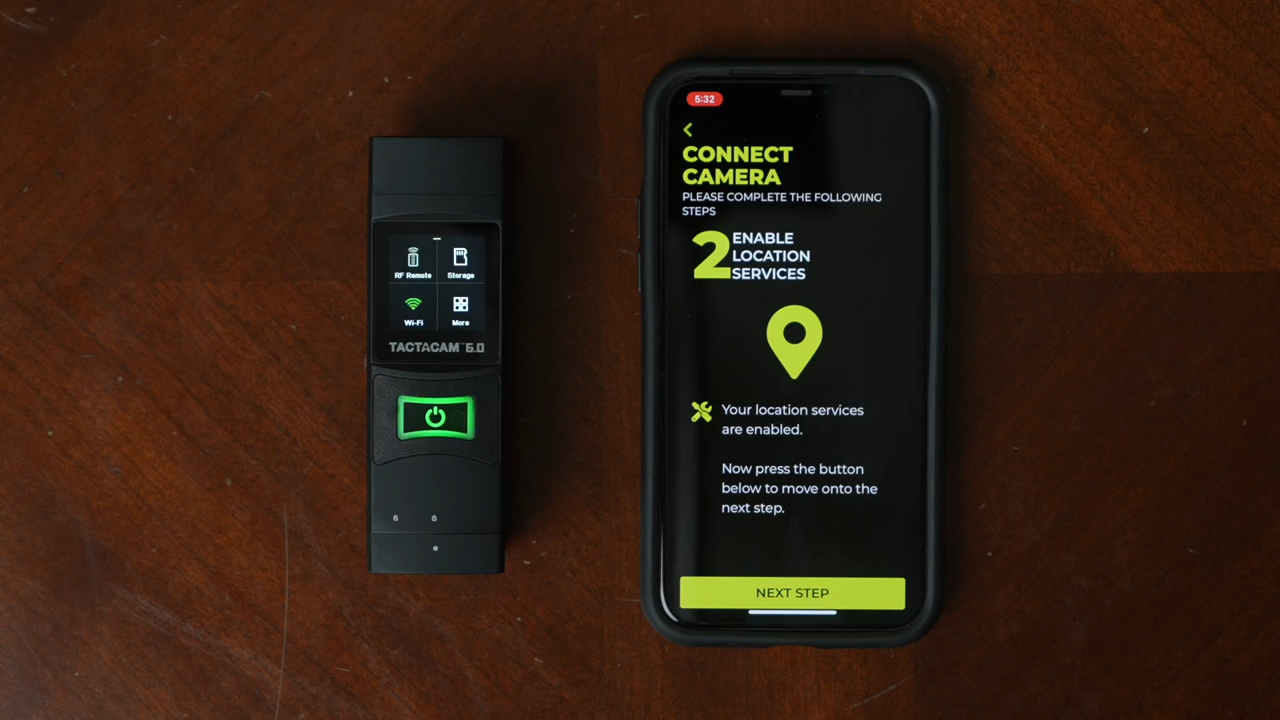 RF Remote
Storage
Wi-Fi
More
TACTACAM 6.0
6 8
5:32
CONNECT
CAMERA
PLEASE COMPLETE THE FOLLOWING
STEPS
2
ENABLE
LOCATION
SERVICES
Your location services
are enabled.
Now press the button
below to move onto the
next step.
NEXT STEP